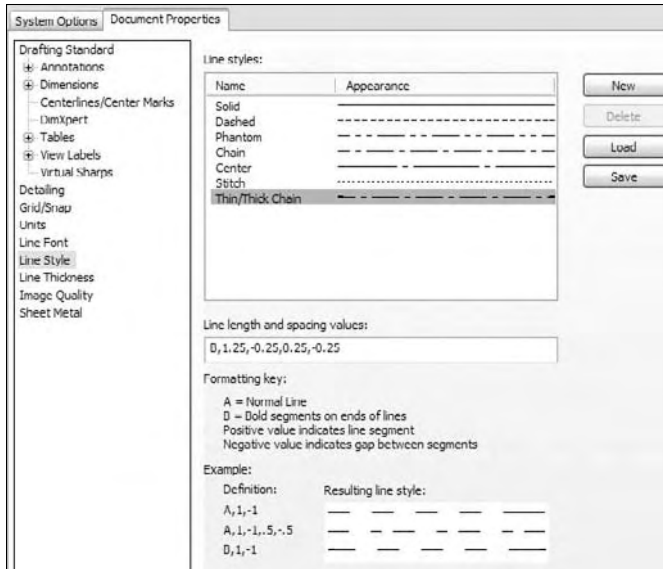 System Options Document Properties
Drafting Standard
Annotations
Dimensions
Centerlines/Center Marks
DimXpert
Tables
View Labels
Virtual Sharps
Detailing
Grid/Snap
Units
Line Font
Line Style
Line Thickness
Image Quality
Sheet Metal
Line styles:
Name Appearance
Solid
Dashed
Phantom
Chain
Center
Stitch
Thin/Thick Chain
New
Delete
Load
Save
Line length and spacing values:
B,1.25,-0.25,0.25,-0.25
Formatting key:
A = Normal Line
B = Bold segments on ends of lines
Positive value indicates line segment
Negative value indicates gap between segments
Example:
Definition: Resulting line style:
A,1,-1
A,1,-1,.5,-.5
B,1,-1